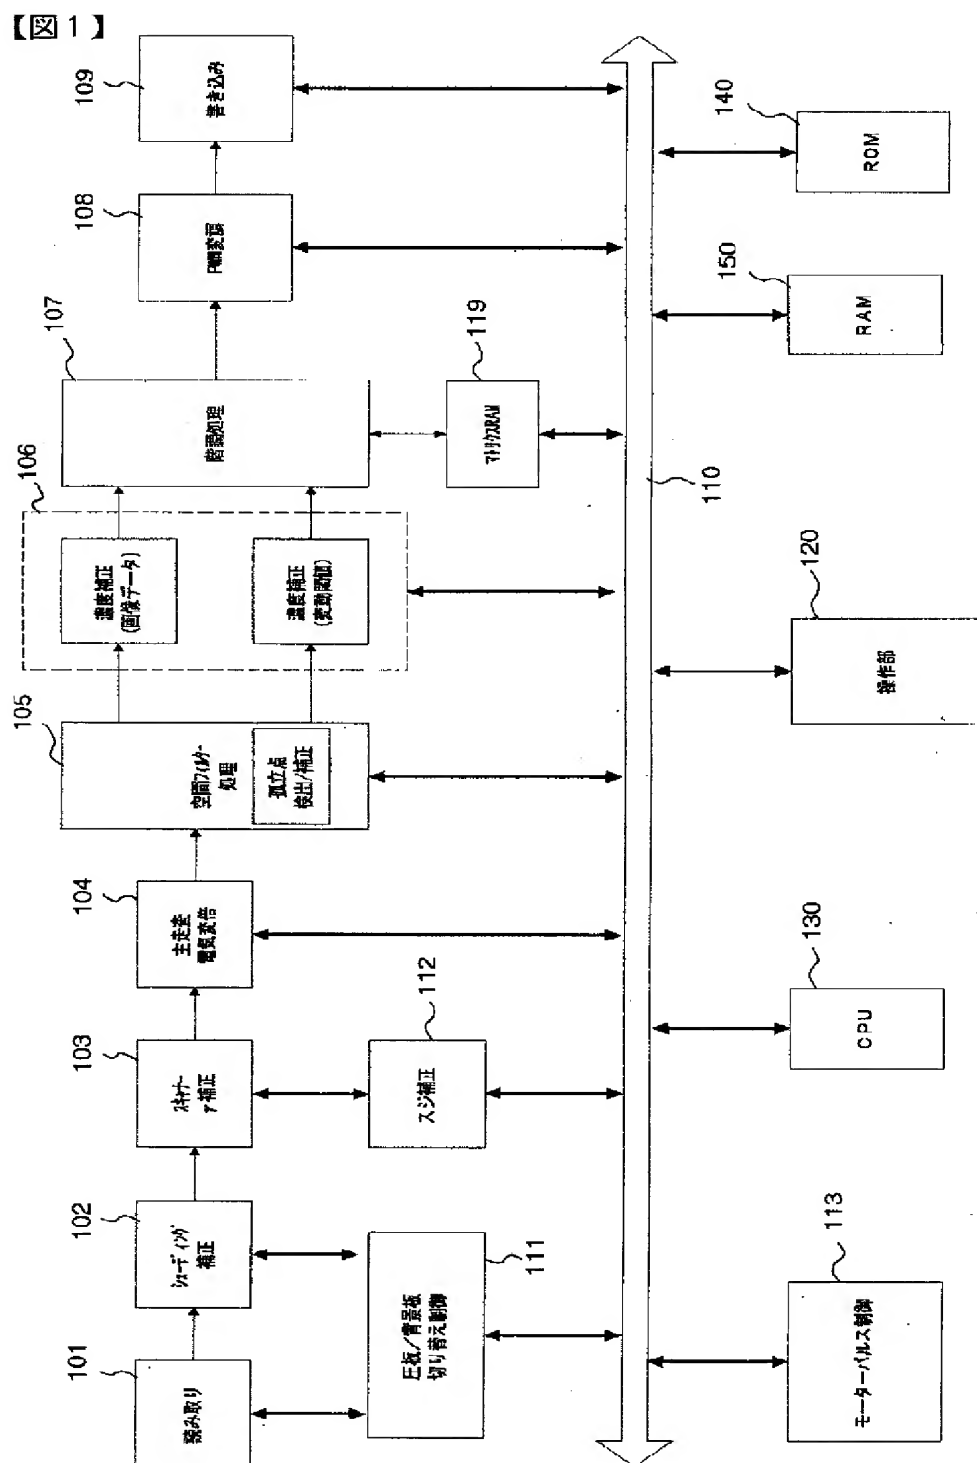 【図1】
101
読み取り
102
シェーディング
補正
103
スキャナー
γ補正
104
主走査
電気変倍
105
空間フィルター
処理
孤立点
検出/補正
106
濃度補正
(画像データ)
濃度補正
(変動閾値)
107
階調処理
108
109
書き込み
111
圧板/背景板
切り替え制御
112
スジ補正
119
マトリクスRAM
110
113
モーターパルス制御
130
CPU
120
操作部
150
RAM
140
ROM